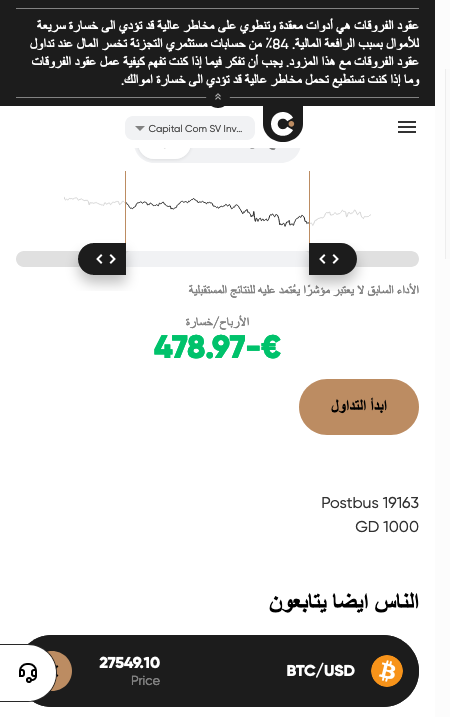 عقود الفروقات هي أدوات معقدة وتنطوي على مخاطر عالية قد تؤدي الى خسارة سريعة
للأموال بسبب الرافعة المالية. 84٪ من حسابات مستثمري التجزئة تخسر المال عند تداول
عقود الفروقات مع هذا المزود. يجب أن تفكر فيما إذا كنت تفهم كيفية عمل عقود الفروقات
وما إذا كنت تستطيع تحمل مخاطر عالية قد تؤدي الى خسارة اموالك.
Capital Com SV Inv...
الأداء السابق لا يعتبر مؤشرًا يُعتمد عليه للنتائج المستقبلية
الأرباح/خسارة
478.97-€
ابدأ التداول
Postbus 19163
GD 1000
الناس ايضا يتابعون
BTC/USD
27549.10
Price